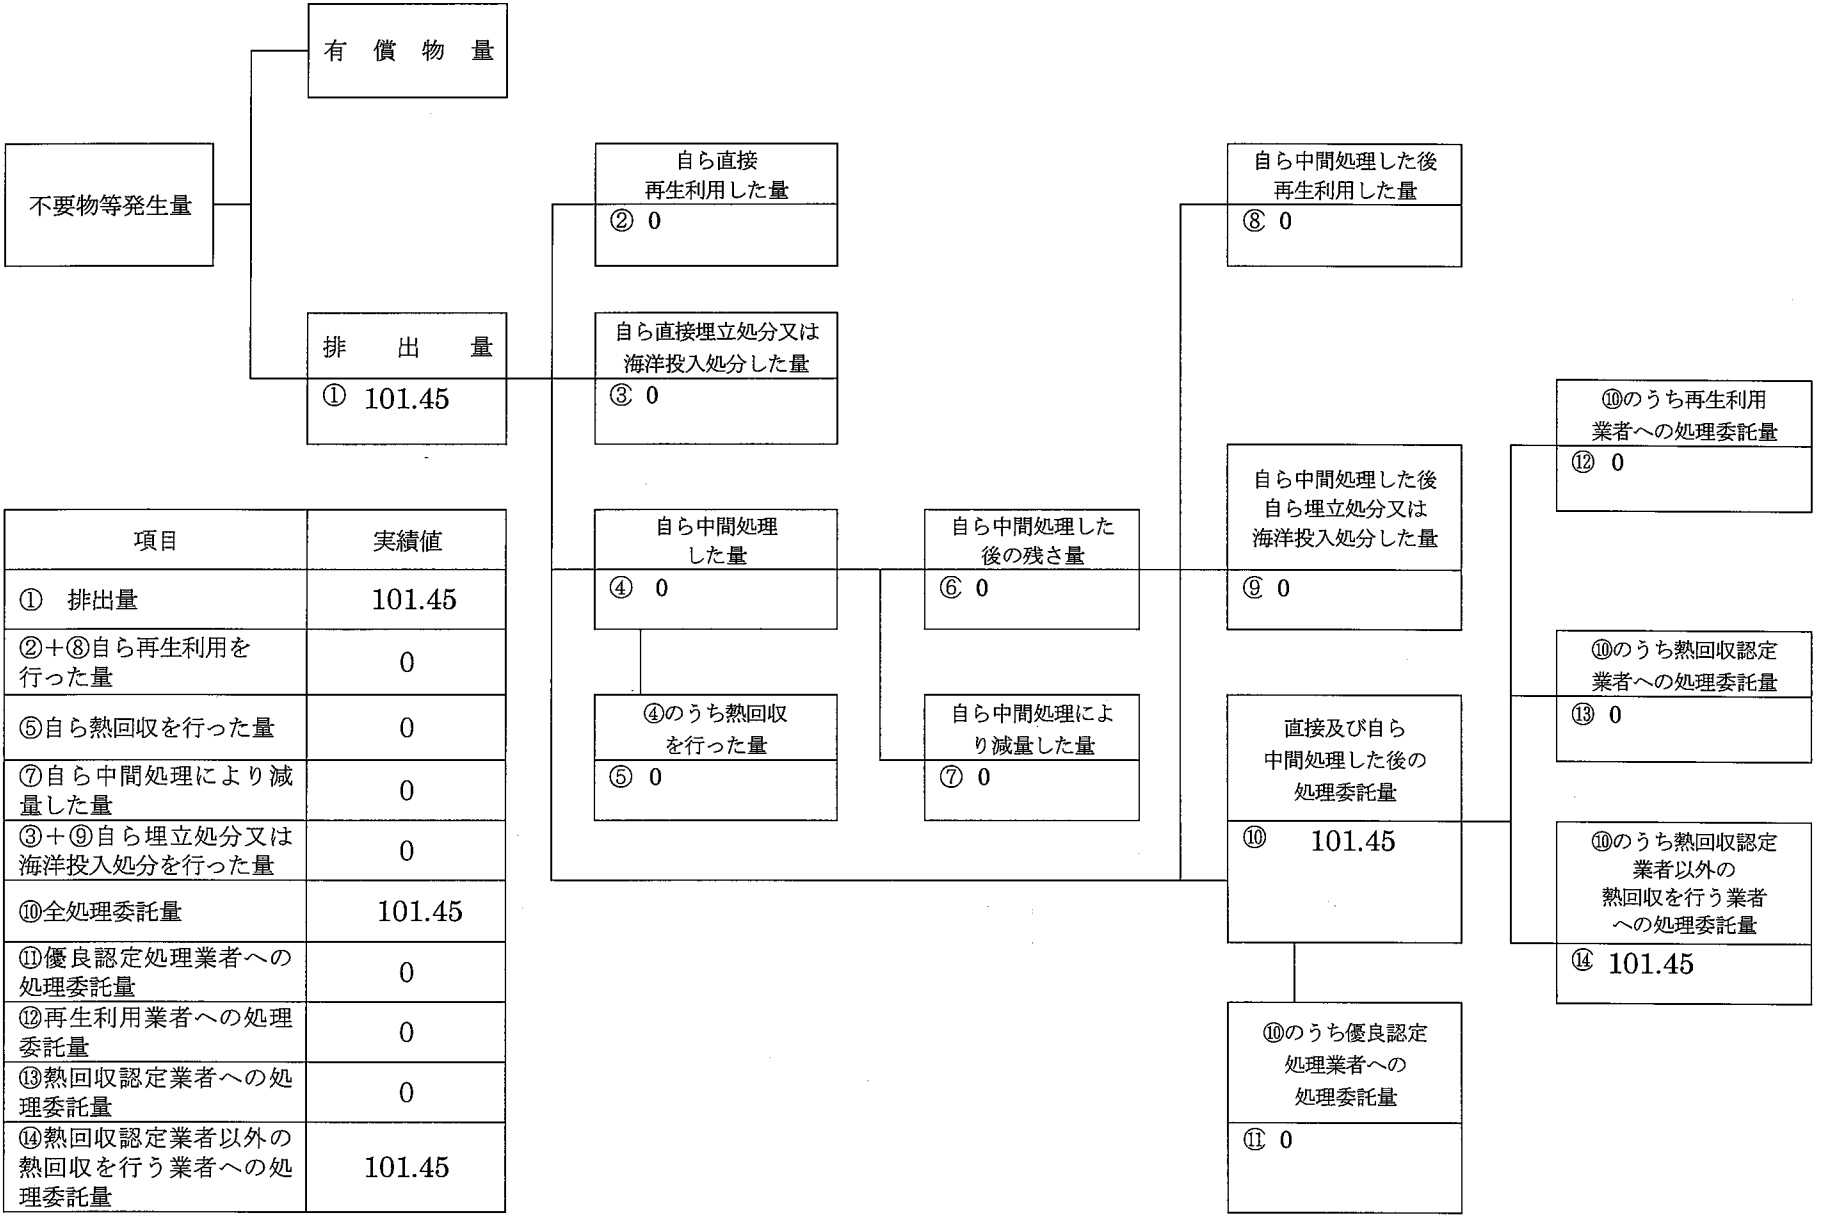 有償物量
不要物等発生量
排出量
① 101.45
自ら直接
再生利用した量
② 0
自ら直接埋立処分又は
海洋投入処分した量
③ 0
自ら中間処理
した量
④ 0
④のうち熱回収
を行った量
⑤ 0
自ら中間処理した
後の残さ量
⑥ 0
自ら中間処理によ
り減量した量
⑦ 0
自ら中間処理した後
再生利用した量
⑧ 0
自ら中間処理した後
自ら埋立処分又は
海洋投入処分した量
⑨ 0
直接及び自ら
中間処理した後の
処理委託量
⑩ 101.45
⑩のうち優良認定
処理業者への
処理委託量
⑪ 0
⑩のうち再生利用
業者への処理委託量
⑫ 0
⑩のうち熱回収認定
業者への処理委託量
⑬ 0
⑩のうち熱回収認定
業者以外の
熱回収を行う業者
への処理委託量
⑭ 101.45
項目 実績値
① 排出量 101.45
②+⑧自ら再生利用を
行った量
0
⑤自ら熱回収を行った量 0
⑦自ら中間処理により減
量した量
0
③+⑨自ら埋立処分又は
海洋投入処分を行った量
0
⑩全処理委託量 101.45
⑪優良認定処理業者への
処理委託量
0
⑫再生利用業者への処理
委託量
0
⑬熱回収認定業者への処
理委託量
0
⑭熱回収認定業者以外の
熱回収を行う業者への処
理委託量
101.45